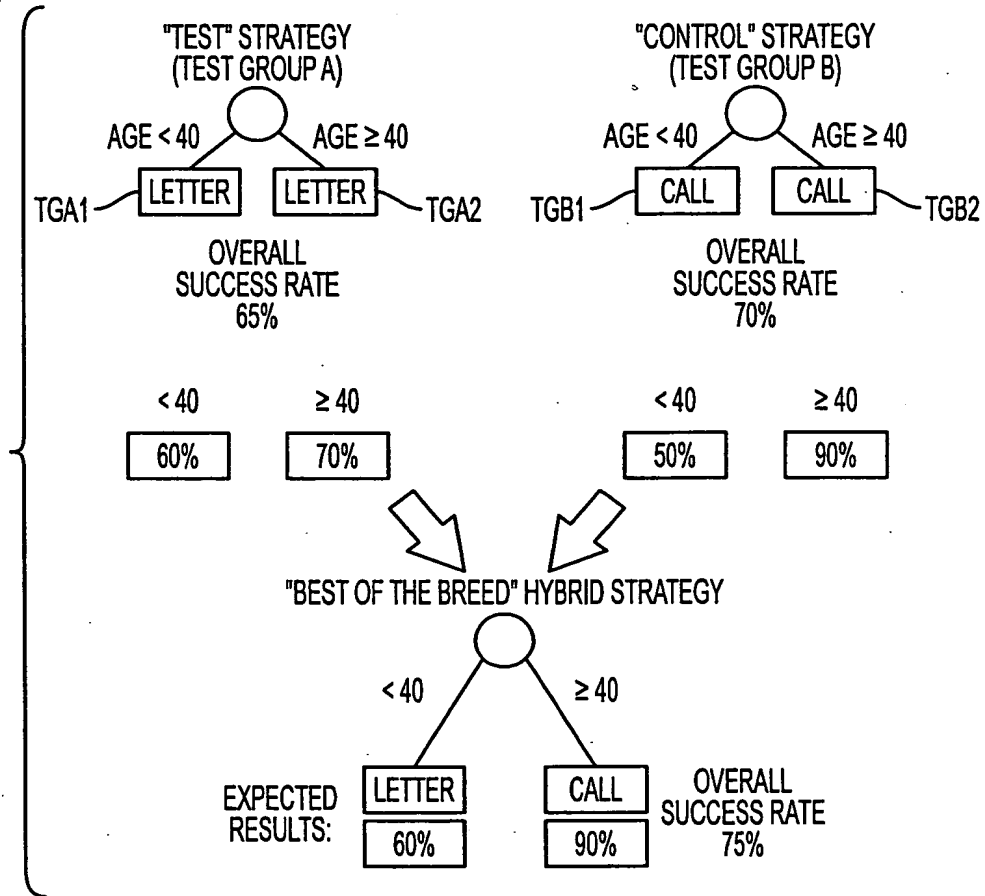 "TEST" STRATEGY
(TEST GROUP A)
AGE < 40
AGE ≥ 40
TGA1
LETTER
LETTER
TGA2
OVERALL
SUCCESS RATE
65%
"CONTROL" STRATEGY
(TEST GROUP B)
AGE < 40
AGE ≥ 40
TGB1
CALL
CALL
TGB2
OVERALL
SUCCESS RATE
70%
< 40
≥ 40
60%
70%
< 40
≥ 40
50%
90%
"BEST OF THE BREED" HYBRID STRATEGY
< 40
≥ 40
EXPECTED
RESULTS:
LETTER
CALL
60%
90%
OVERALL
SUCCESS RATE
75%